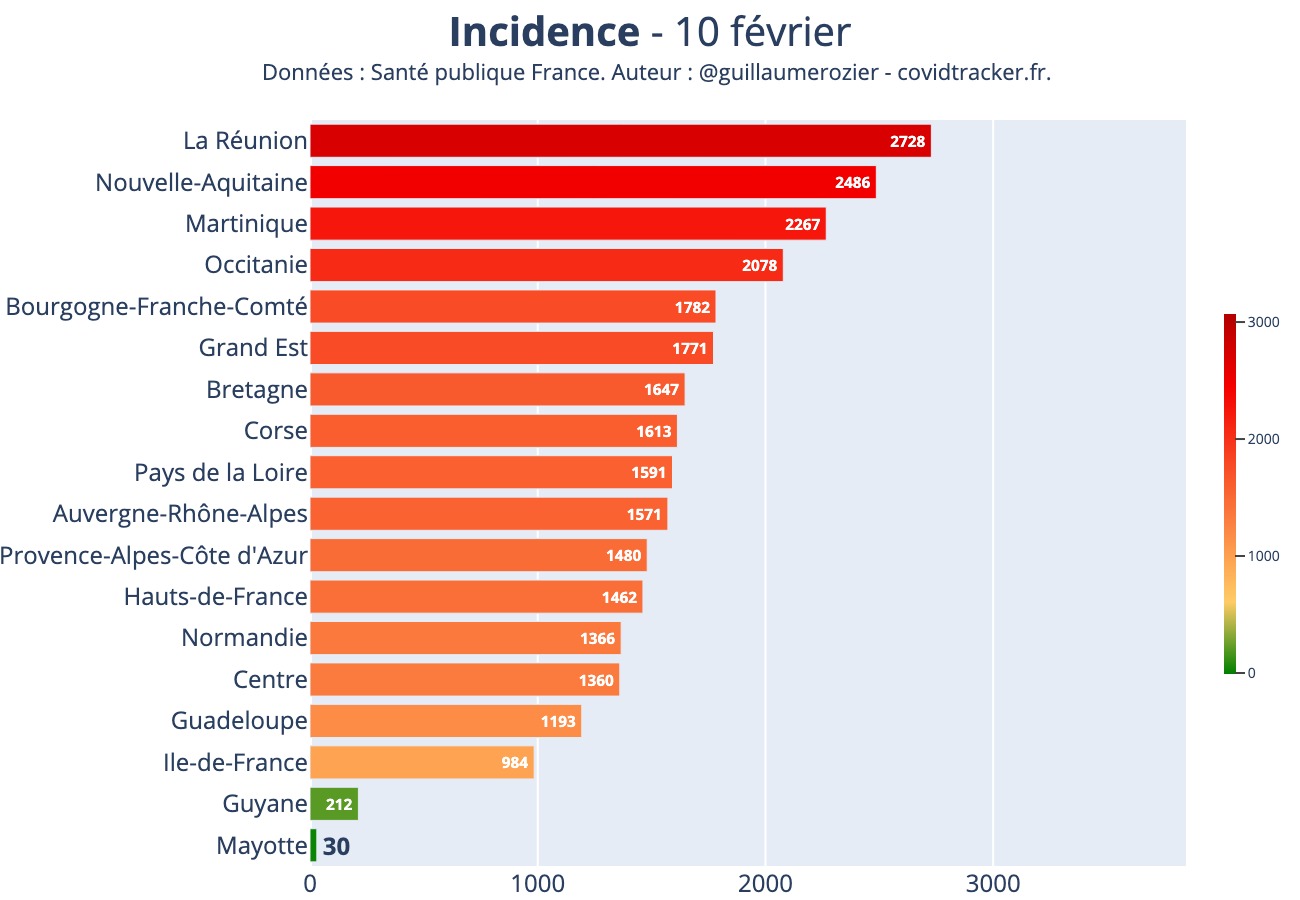 Incidence - 10 février
Données : Santé publique France. Auteur : @guillaumerozier - covidtracker.fr.
La Réunion 2728
Nouvelle-Aquitaine 2486
Martinique 2267
Occitanie 2078
Bourgogne-Franche-Comté 1782
Grand Est 1771
Bretagne 1647
Corse 1613
Pays de la Loire 1591
Auvergne-Rhône-Alpes 1571
Provence-Alpes-Côte d'Azur 1480
Hauts-de-France 1462
Normandie 1366
Centre 1360
Guadeloupe 1193
Ile-de-France 984
Guyane 212
Mayotte 30
0 1000 2000 3000
3000
2000
1000
0